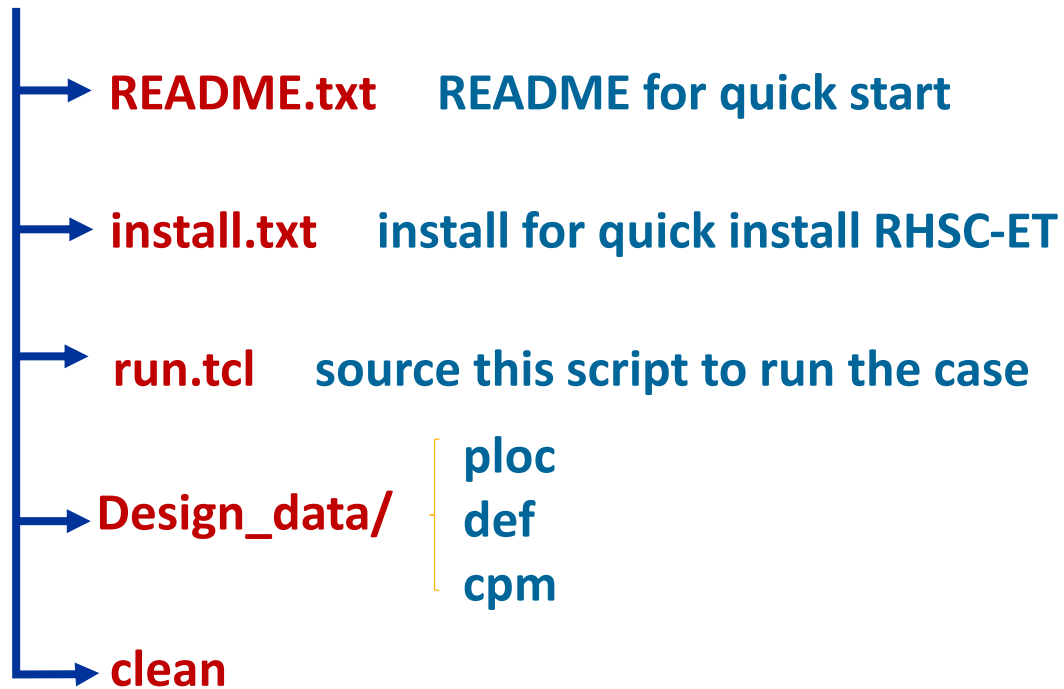 README.txt README for quick start
install.txt install for quick install RHSC-ET
run.tcl source this script to run the case
ploc
Design_data/ def
cpm
clean